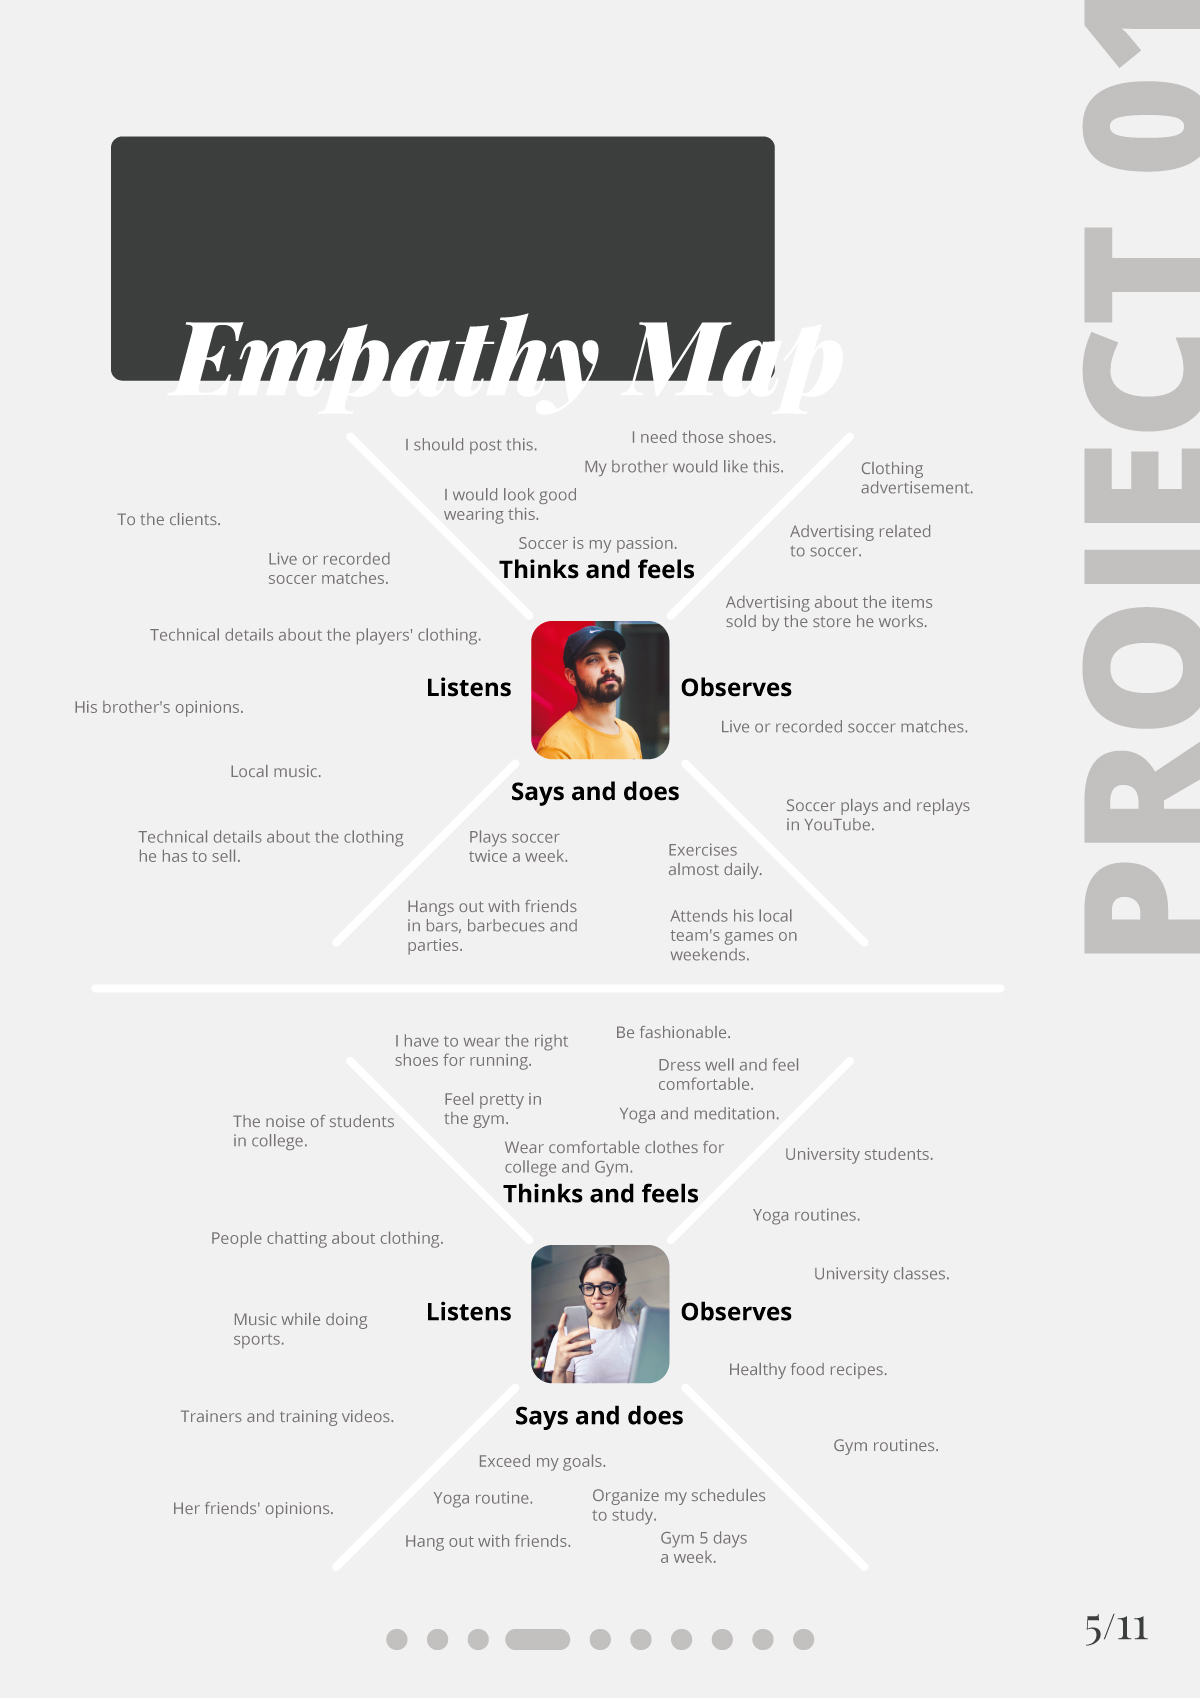 PROJECT 01
Empathy Map
I should post this.
I need those shoes.
My brother would like this.
I would look good
wearing this.
Soccer is my passion.
Thinks and feels
To the clients.
Live or recorded
soccer matches.
Technical details about the players' clothing.
Listens
His brother's opinions.
Local music.
Technical details about the clothing
he has to sell.
Clothing
advertisement.
Advertising related
to soccer.
Advertising about the items
sold by the store he works.
Observes
Live or recorded soccer matches.
Soccer plays and replays
in YouTube.
Says and does
Plays soccer
twice a week.
Exercises
almost daily.
Hangs out with friends
in bars, barbecues and
parties.
Attends his local
team's games on
weekends.
I have to wear the right
shoes for running.
Be fashionable.
Dress well and feel
comfortable.
Feel pretty in
the gym.
Yoga and meditation.
Wear comfortable clothes for
college and Gym.
Thinks and feels
The noise of students
in college.
People chatting about clothing.
Listens
Music while doing
sports.
Trainers and training videos.
Her friends' opinions.
University students.
Yoga routines.
University classes.
Observes
Healthy food recipes.
Gym routines.
Says and does
Exceed my goals.
Yoga routine.
Organize my schedules
to study.
Hang out with friends.
Gym 5 days
a week.
5/11